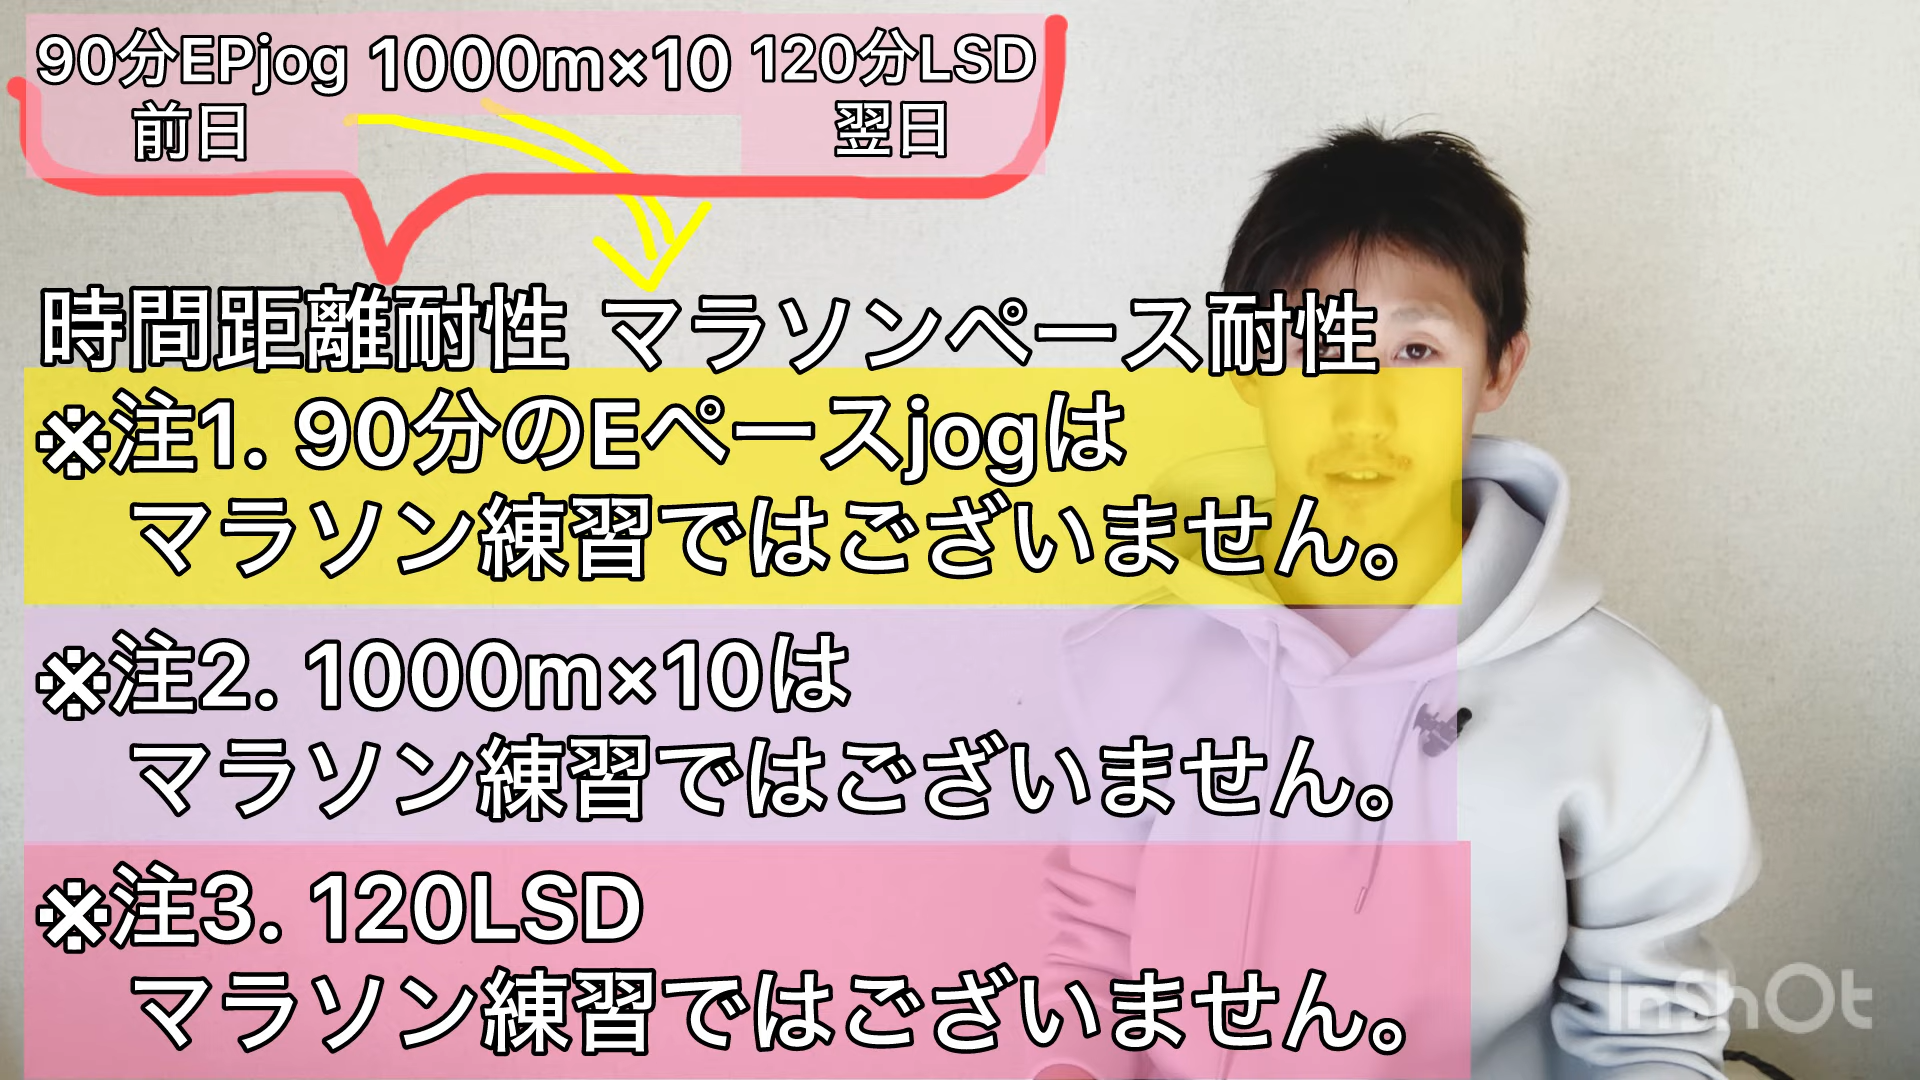 90分EPjog 1000m×10 120分LSD
前日 翌日
時間距離耐性 マラソンペース耐性
※注1. 90分のEペースjogは
マラソン練習ではございません。
※注2. 1000m×10は
マラソン練習ではございません。
※注3. 120LSD
マラソン練習ではございません。
InShOt